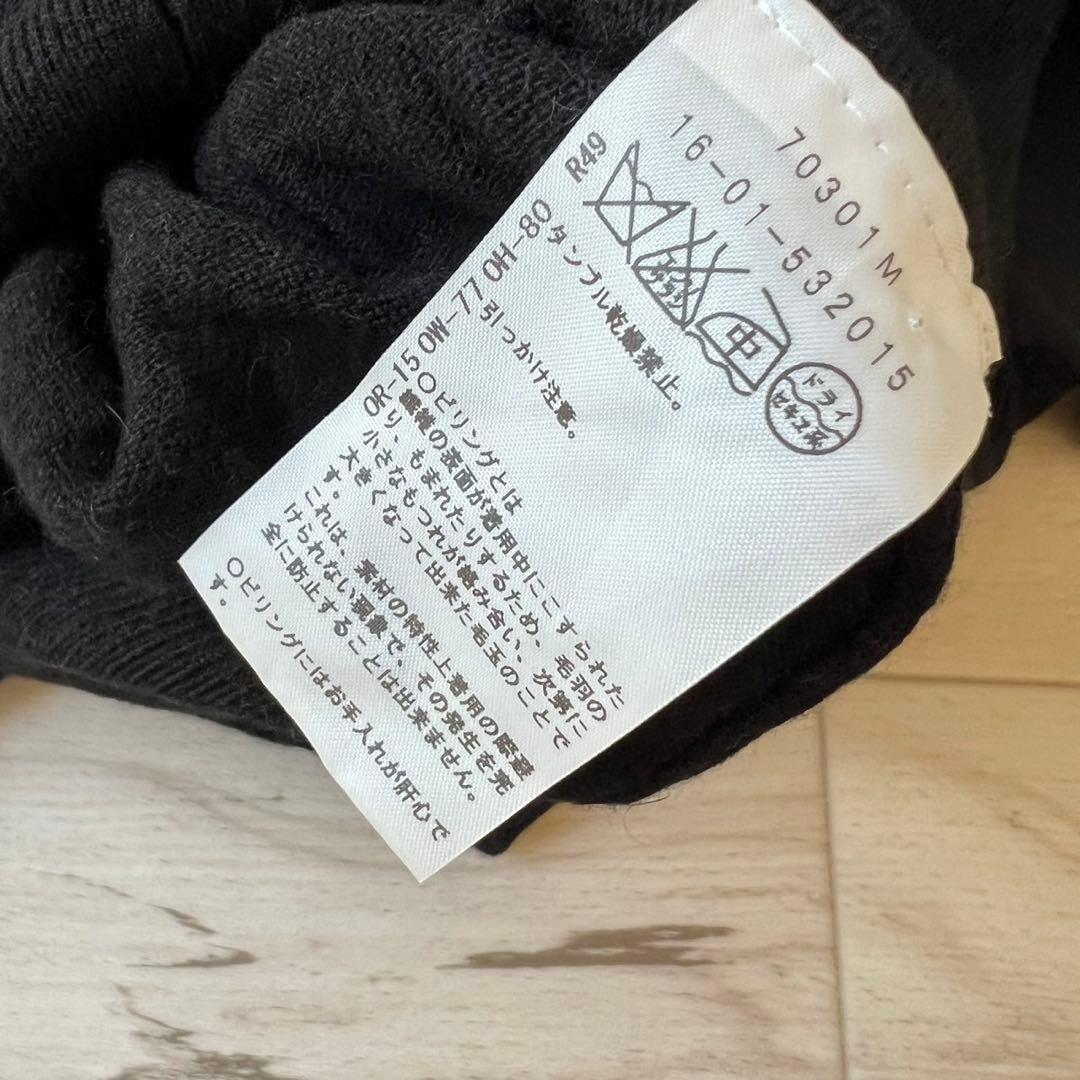 70301M
16-01-532015
R49
エンソサラシ
中
ドライ
セキユ系
OR-15 OW-77 OH-80
タンブル乾燥禁止。
引っかけ注意。
○ピリングとは
繊維の表面が着用中にこすられた
り、もまれたりするため、毛羽の
小さなもつれが絡み合い、次第に
大きくなって出来た毛玉のことで
す。
これは、素材の特性上着用の際避
けられない現象で、その発生を完
全に防止することは出来ません。
○ピリングにはお手入れが肝心で
す。